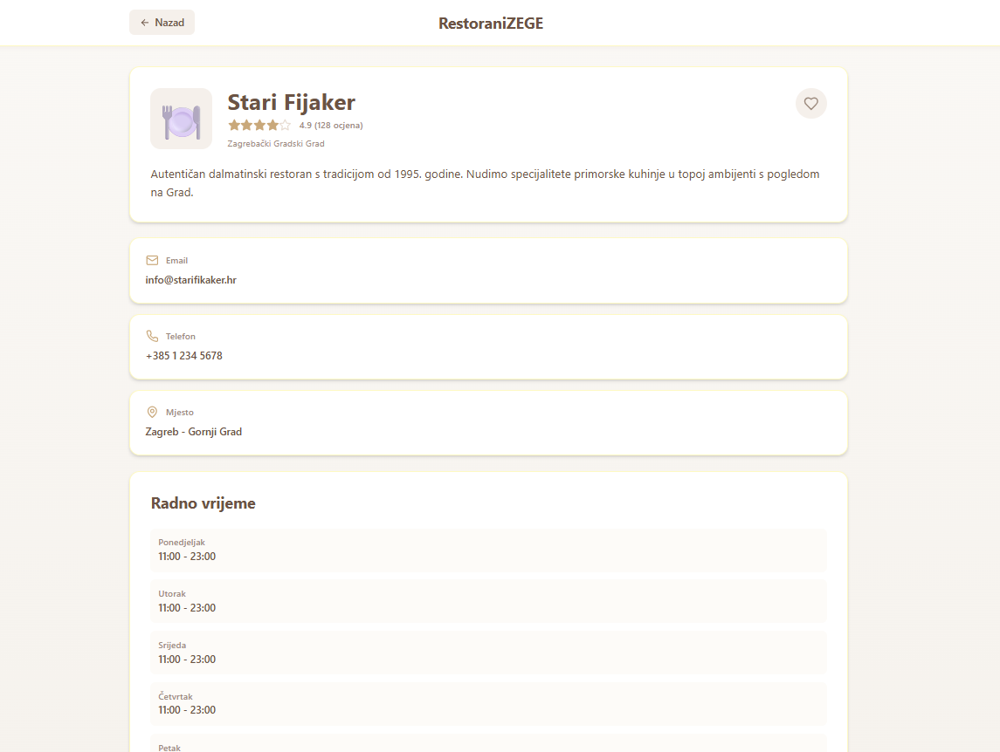 Nazad
RestoraniZEGE
Stari Fijaker
4.9 (128 ocjena)
Zagrebački Gradski Grad
Autentičan dalmatinski restoran s tradicijom od 1995. godine. Nudimo specijalitete primorske kuhinje u topoj ambijenti s pogledom
na Grad.
Email
info@starifikaker.hr
Telefon
+385 1 234 5678
Mjesto
Zagreb - Gornji Grad
Radno vrijeme
Ponedjeljak
11:00 - 23:00
Utorak
11:00 - 23:00
Srijeda
11:00 - 23:00
Četvrtak
11:00 - 23:00
Petak